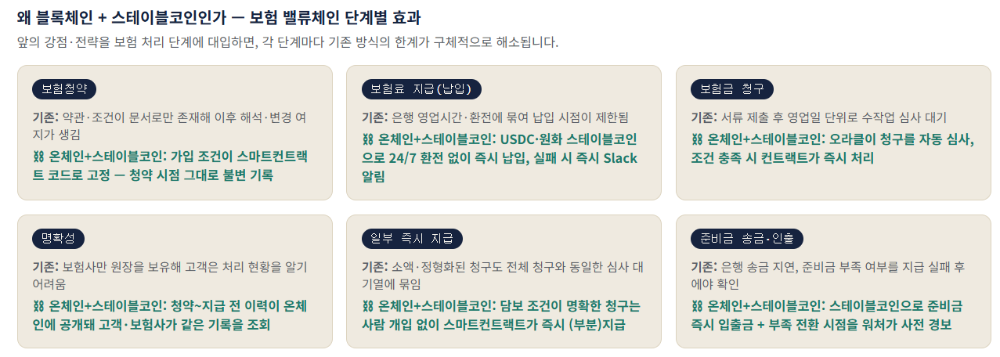 왜 블록체인 + 스테이블코인인가 — 보험 밸류체인 단계별 효과
앞의 강점·전략을 보험 처리 단계에 대입하면, 각 단계마다 기존 방식의 한계가 구체적으로 해소됩니다.
보험청약
기존: 약관·조건이 문서로만 존재해 이후 해석·변경 여
지가 생김
⛓ 온체인+스테이블코인: 가입 조건이 스마트컨트랙
트 코드로 고정 — 청약 시점 그대로 불변 기록
보험료 지급(납입)
기존: 은행 영업시간·환전에 묶여 납입 시점이 제한됨
⛓ 온체인+스테이블코인: USDC·원화 스테이블코인
으로 24/7 환전 없이 즉시 납입, 실패 시 즉시 Slack
알림
보험금 청구
기존: 서류 제출 후 영업일 단위로 수작업 심사 대기
⛓ 온체인+스테이블코인: 오라클이 청구를 자동 심사,
조건 충족 시 컨트랙트가 즉시 처리
명확성
기존: 보험사만 원장을 보유해 고객은 처리 현황을 알기
어려움
⛓ 온체인+스테이블코인: 청약~지급 전 이력이 온체
인에 공개돼 고객·보험사가 같은 기록을 조회
일부 즉시 지급
기존: 소액·정형화된 청구도 전체 청구와 동일한 심사 대
기열에 묶임
⛓ 온체인+스테이블코인: 담보 조건이 명확한 청구는
사람 개입 없이 스마트컨트랙트가 즉시 (부분)지급
준비금 송금·인출
기존: 은행 송금 지연, 준비금 부족 여부를 지급 실패 후
에야 확인
⛓ 온체인+스테이블코인: 스테이블코인으로 준비금
즉시 입출금 + 부족 전환 시점을 워처가 사전 경보